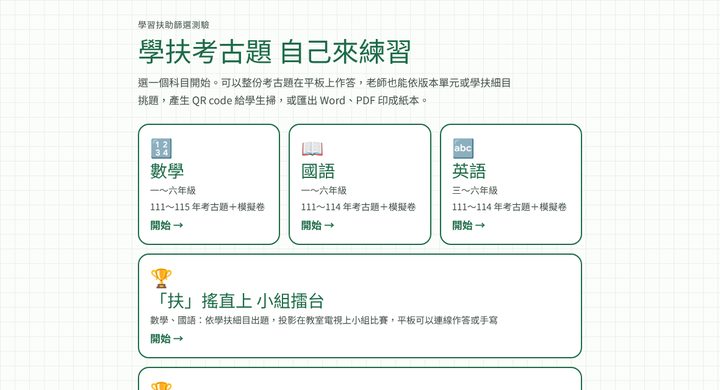 學習扶助篩選測驗
學扶考古題 自己來練習
選一個科目開始。可以整份考古題在平板上作答，老師也能依版本單元或學扶細目
挑題，產生 QR code 給學生掃，或匯出 Word、PDF 印成紙本。
數學
一～六年級
111～115 年考古題＋模擬卷
開始 →
國語
一～六年級
111～114 年考古題＋模擬卷
開始 →
abc
英語
三～六年級
111～114 年考古題＋模擬卷
開始 →
「扶」搖直上 小組擂台
數學、國語：依學扶細目出題，投影在教室電視上小組比賽，平板可以連線作答或手寫
開始 →